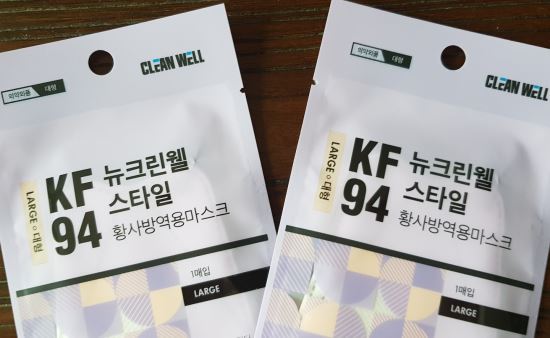 CLEAN WELL
의약외품 대형
LARGE 대형
KF
94
뉴크린웰
스타일
황사방역용마스크
1매입
LARGE
CLEAN WELL
의약외품 대형
LARGE 대형
KF
94
뉴크린웰
스타일
황사방역용마스크
1매입
LARGE